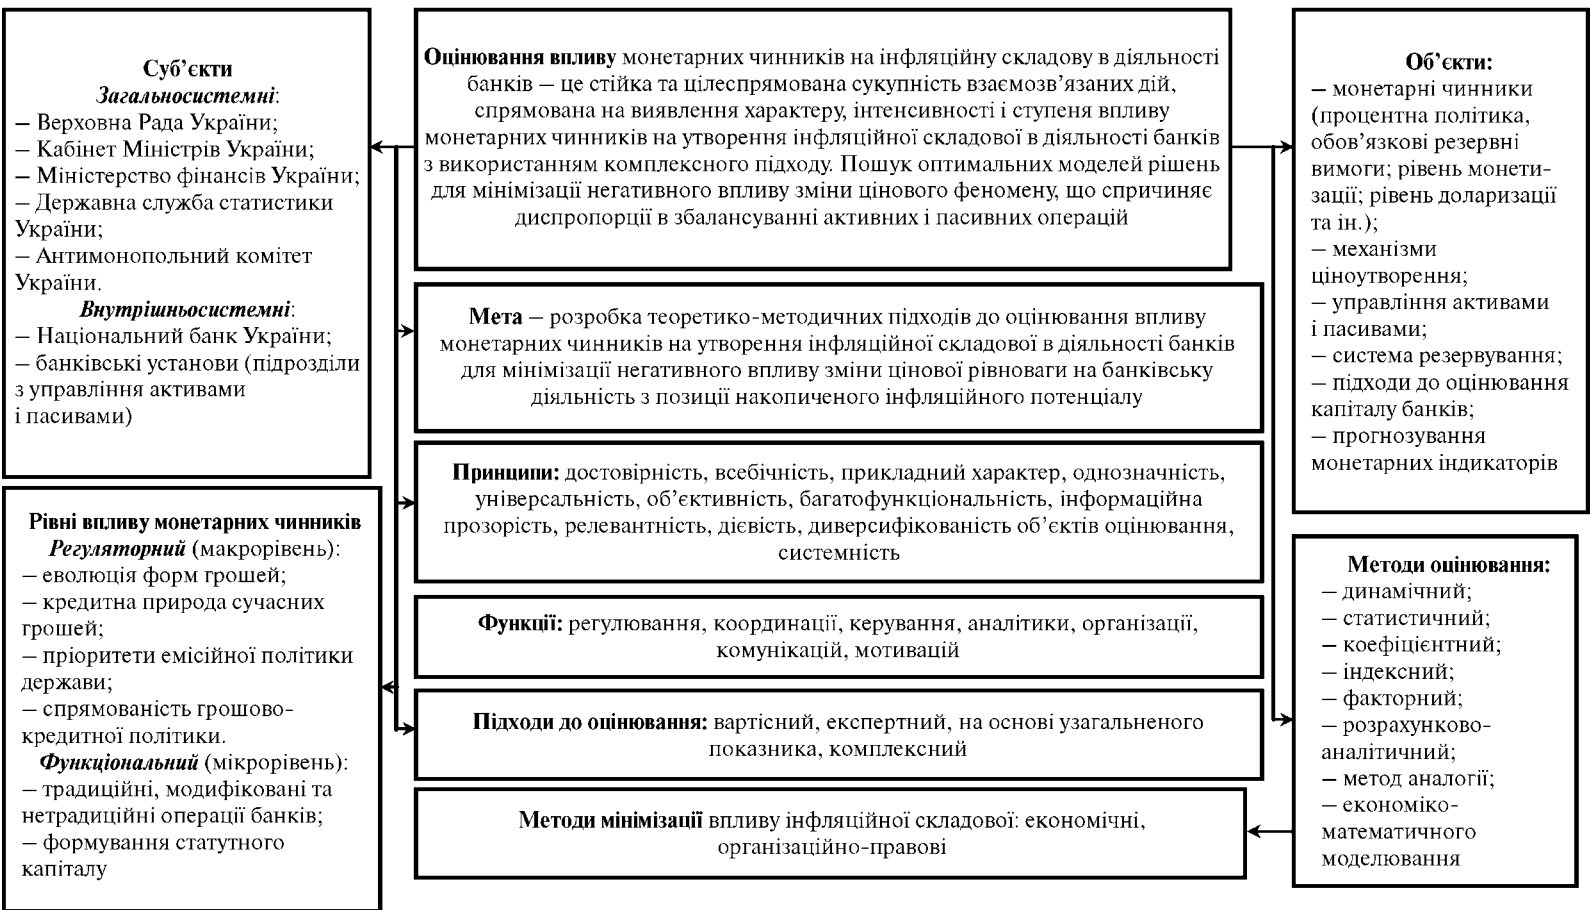 Суб’єкти
Загальносистемні:
– Верховна Рада України;
– Кабінет Міністрів України;
– Міністерство фінансів України;
– Державна служба статистики
України;
– Антимонопольний комітет
України.
Внутрішньосистемні:
– Національний банк України;
– банківські установи (підрозділи
з управління активами
і пасивами)
Рівні впливу монетарних чинників
Регуляторний (макрорівень):
– еволюція форм грошей;
– кредитна природа сучасних
грошей;
– пріоритети емісійної політики
держави;
– спрямованість грошово-
кредитної політики.
Функціональний (мікрорівень):
– традиційні, модифіковані та
нетрадиційні операції банків;
– формування статутного
капіталу
Оцінювання впливу монетарних чинників на інфляційну складову в діяльності
банків – це стійка та цілеспрямована сукупність взаємозв’язаних дій,
спрямована на виявлення характеру, інтенсивності і ступеня впливу
монетарних чинників на утворення інфляційної складової в діяльності банків
з використанням комплексного підходу. Пошук оптимальних моделей рішень
для мінімізації негативного впливу зміни цінового феномену, що спричиняє
диспропорції в збалансуванні активних і пасивних операцій
Мета – розробка теоретико-методичних підходів до оцінювання впливу
монетарних чинників на утворення інфляційної складової в діяльності банків
для мінімізації негативного впливу зміни цінової рівноваги на банківську
діяльність з позиції накопиченого інфляційного потенціалу
Принципи: достовірність, всебічність, прикладний характер, однозначність,
універсальність, об’єктивність, багатофункціональність, інформаційна
прозорість, релевантність, дієвість, диверсифікованість об’єктів оцінювання,
системність
Функції: регулювання, координації, керування, аналітики, організації,
комунікацій, мотивацій
Підходи до оцінювання: вартісний, експертний, на основі узагальненого
показника, комплексний
Методи мінімізації впливу інфляційної складової: економічні,
організаційно-правові
Об’єкти:
– монетарні чинники
(процентна політика,
обов’язкові резервні
вимоги; рівень монети-
зації; рівень доларизації
та ін.);
– механізми
ціноутворення;
– управління активами
і пасивами;
– система резервування;
– підходи до оцінювання
капіталу банків;
– прогнозування
монетарних індикаторів
Методи оцінювання:
– динамічний;
– статистичний;
– коефіцієнтний;
– індексний;
– факторний;
– розрахунково-
аналітичний;
– метод аналогії;
– економіко-
математичного
моделювання